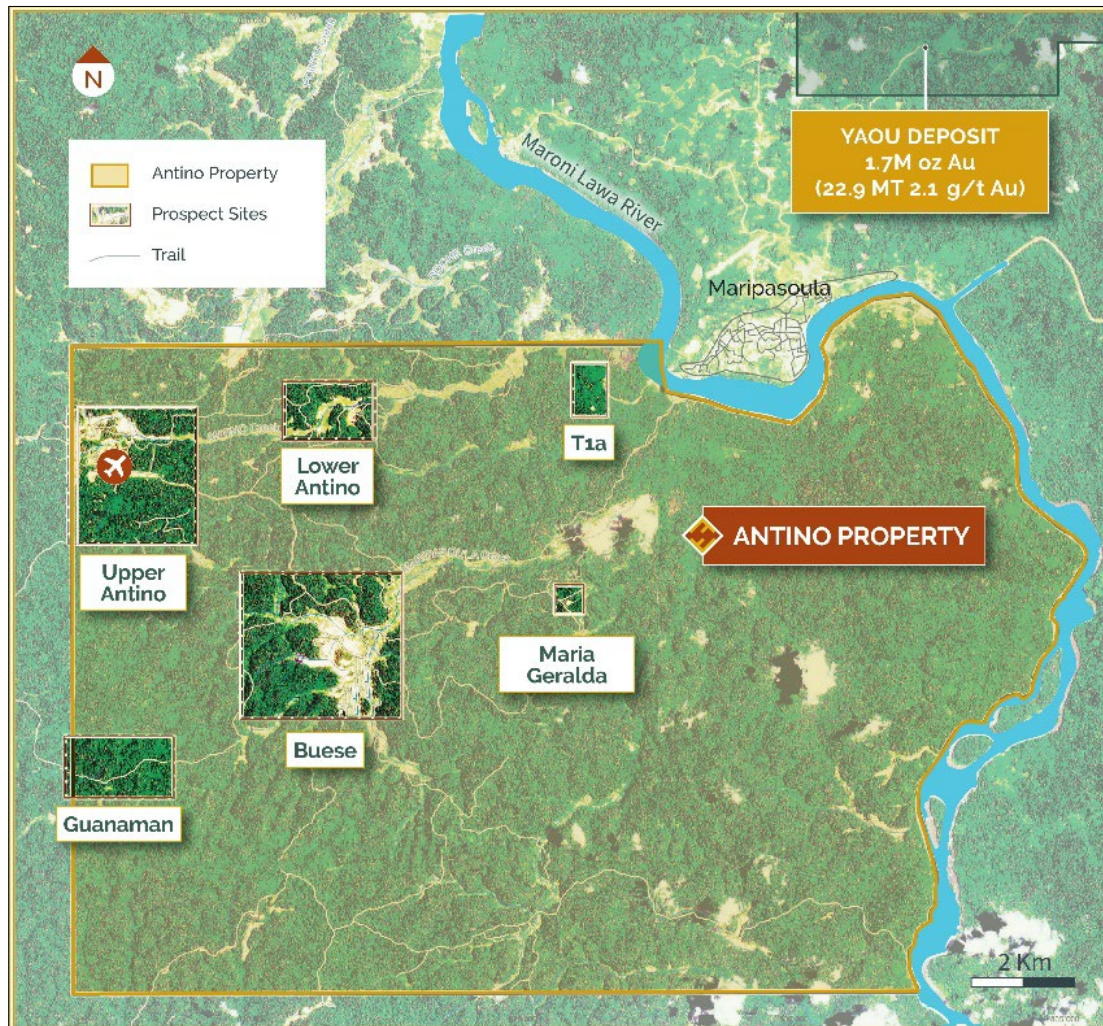 N
YAOU DEPOSIT
1.7M oz Au
(22.9 MT 2.1 g/t Au)
Antino Property
Prospect Sites
Trail
Maroni Lawa River
Maripasoula
Lower
Antino
T1a
Upper
Antino
ANTINO PROPERTY
Maria
Geralda
Buese
Guanaman
2 Km